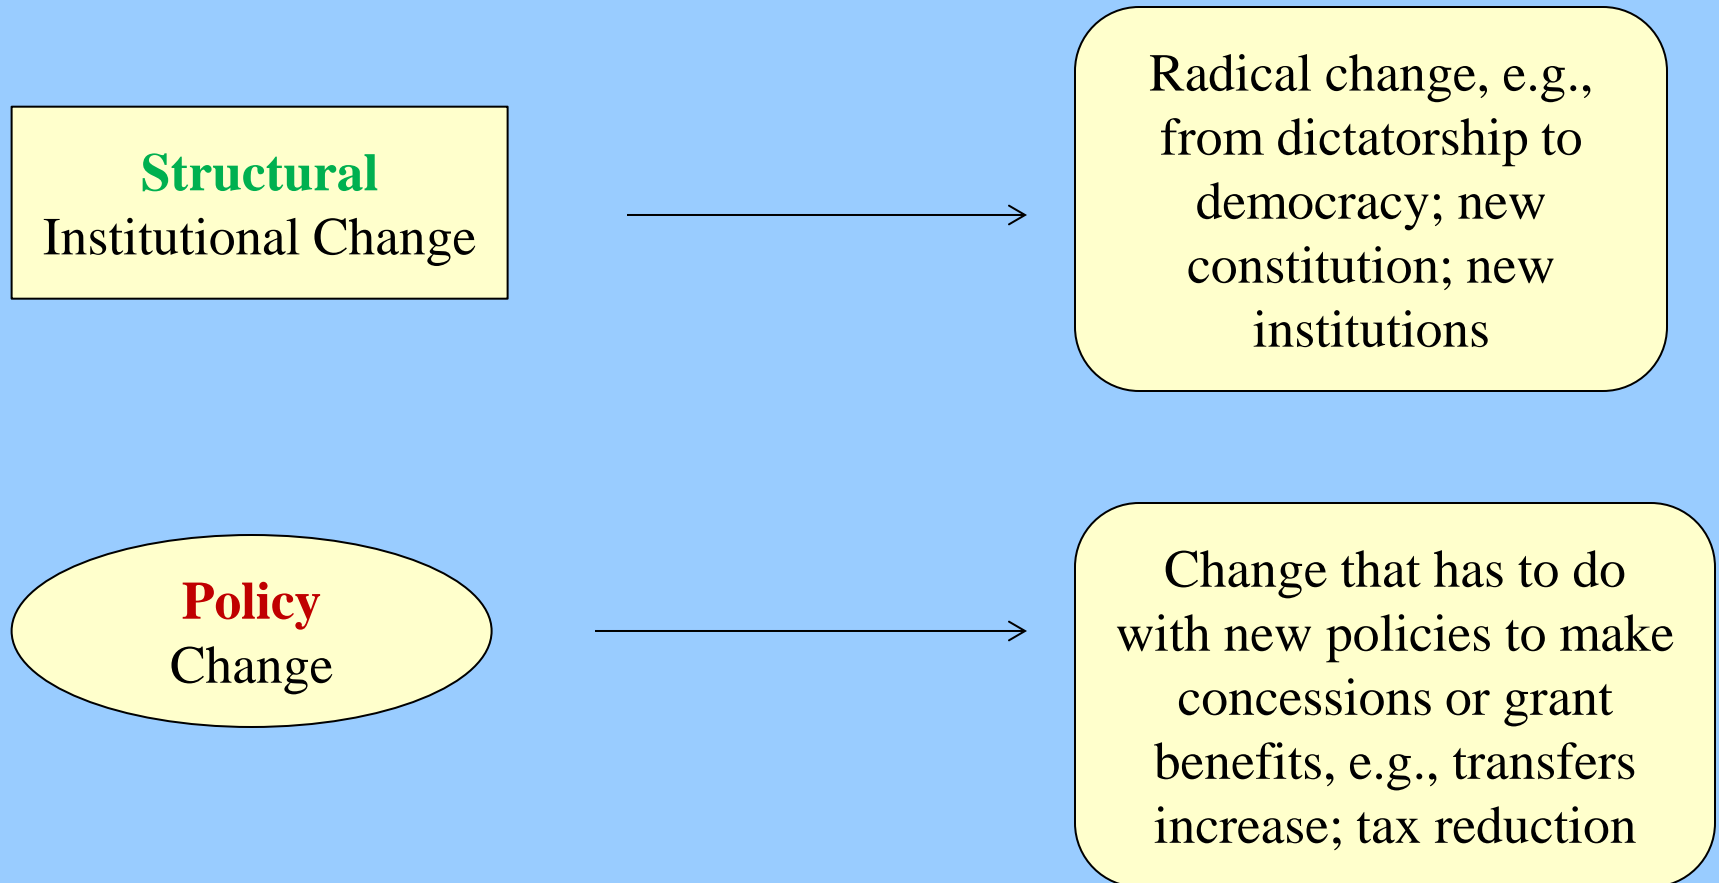 Structural
Institutional Change
Radical change, e.g.,
from dictatorship to
democracy; new
constitution; new
institutions
Policy
Change
Change that has to do
with new policies to make
concessions or grant
benefits, e.g., transfers
increase; tax reduction